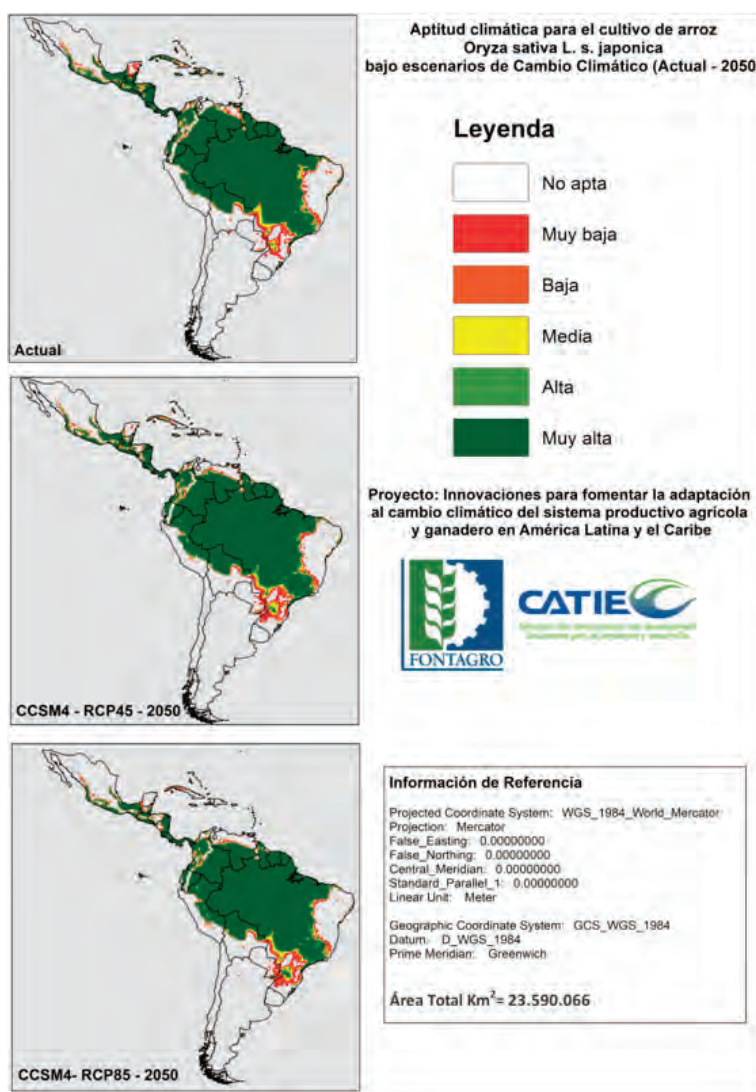 Aptitud climática para el cultivo de arroz
Oryza sativa L. s. japonica
bajo escenarios de Cambio Climático (Actual - 2050
Leyenda
No apta
Muy baja
Baja
Media
Alta
Muy alta
Actual
CCSM4 - RCP45 - 2050
CCSM4- RCP85 - 2050
Proyecto: Innovaciones para fomentar la adaptación
al cambio climático del sistema productivo agrícola
y ganadero en América Latina y el Caribe
FONTAGRO
CATIE
Información de Referencia
Projected Coordinate System: WGS_1984_World_Mercator
Projection: Mercator
False_Easting: 0.00000000
False_Northing: 0.00000000
Central_Meridian: 0.00000000
Standard_Parallel_1: 0.00000000
Linear Unit: Meter
Geographic Coordinate System: GCS_WGS_1984
Datum: D_WGS_1984
Prime Meridian: Greenwich
Área Total Km²= 23.590.066